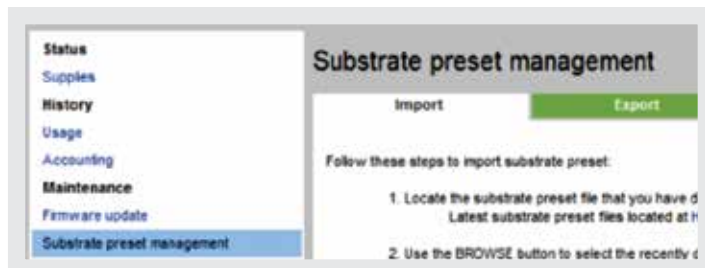 Status
Supplies
History
Usage
Accounting
Maintenance
Firmware update
Substrate preset management
Substrate preset management
Import
Export
Follow these steps to import substrate preset:
1. Locate the substrate preset file that you have d
Latest substrate preset files located at H
2. Use the BROWSE button to select the recently d